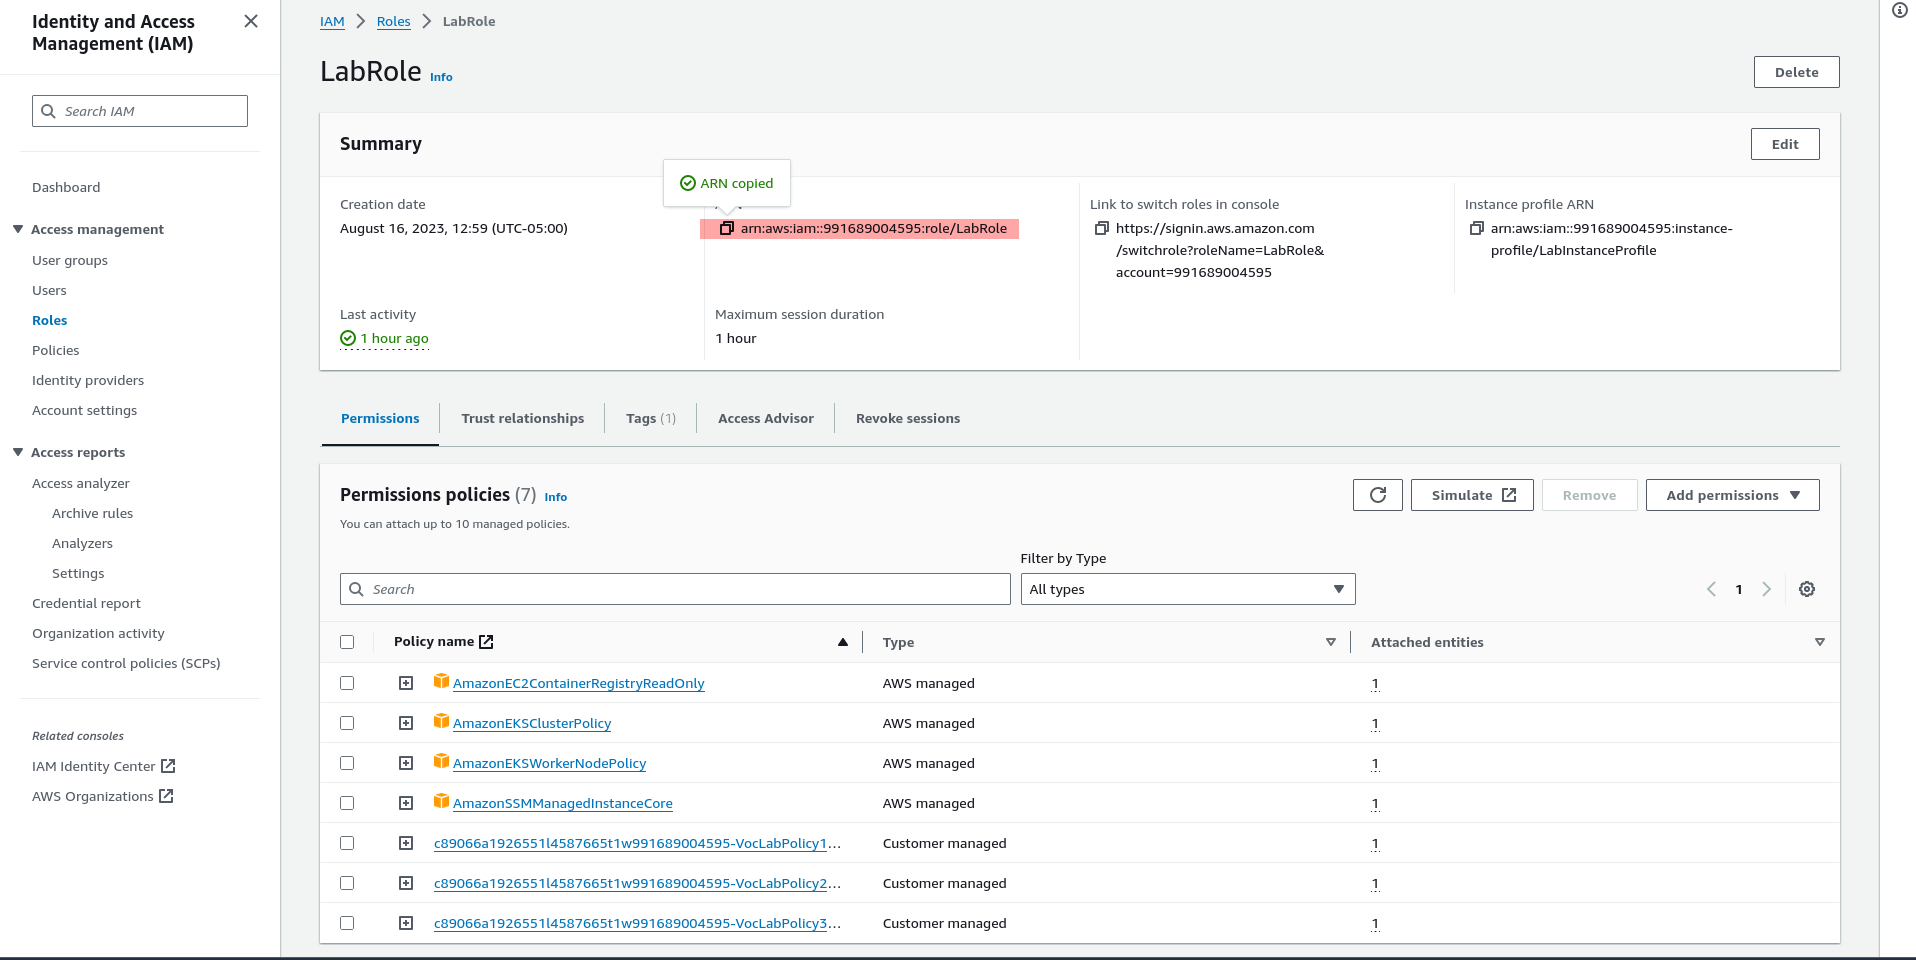 Identity and Access
Management (IAM)
Search IAM
Dashboard
Access management
User groups
Users
Roles
Policies
Identity providers
Account settings
Access reports
Access analyzer
Archive rules
Analyzers
Settings
Credential report
Organization activity
Service control policies (SCPs)
Related consoles
IAM Identity Center
AWS Organizations
IAM Roles LabRole
LabRole Info
Delete
Summary
Edit
ARN copied
Creation date
August 16, 2023, 12:59 (UTC-05:00)
arn:aws:iam::991689004595:role/LabRole
Link to switch roles in console
https://signin.aws.amazon.com
/switchrole?roleName=LabRole&
account=991689004595
Instance profile ARN
arn:aws:iam::991689004595:instance-
profile/LabInstanceProfile
Last activity
1 hour ago
Maximum session duration
1 hour
Permissions Trust relationships Tags (1) Access Advisor Revoke sessions
Permissions policies (7) Info
You can attach up to 10 managed policies.
Simulate Remove Add permissions
Filter by Type
Search
All types
1
Policy name Type Attached entities
AmazonEC2ContainerRegistryReadOnly AWS managed 1
AmazonEKSClusterPolicy AWS managed 1
AmazonEKSWorkerNodePolicy AWS managed 1
AmazonSSMManagedInstanceCore AWS managed 1
c89066a1926551l4587665t1w991689004595-VocLabPolicy1... Customer managed 1
c89066a1926551l4587665t1w991689004595-VocLabPolicy2... Customer managed 1
c89066a1926551l4587665t1w991689004595-VocLabPolicy3... Customer managed 1